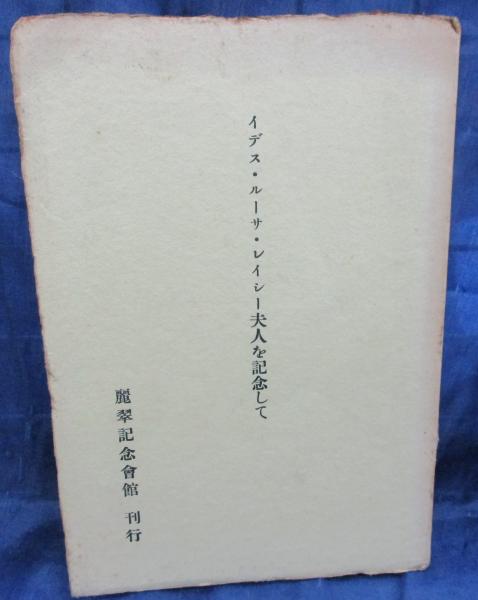 イデス・ルーサ・レイシー夫人を記念して
麗翠記念會館 刊行